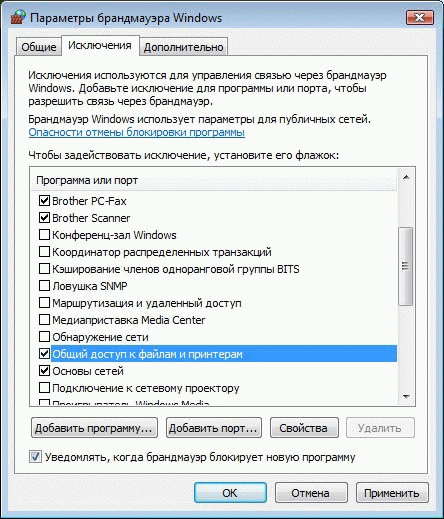 Параметры брандмауэра Windows
Общие
Исключения
Дополнительно
Исключения используются для управления связью через брандмауэр
Windows. Добавьте исключение для программы или порта, чтобы
разрешить связь через брандмауэр.
Брандмауэр Windows использует параметры для публичных сетей.
Опасности отмены блокировки программы
Чтобы задействовать исключение, установите его флажок:
Программа или порт
Brother PC-Fax
Brother Scanner
Конференц-зал Windows
Координатор распределенных транзакций
Кэширование членов одноранговой группы BITS
Ловушка SNMP
Маршрутизация и удаленный доступ
Медиаприставка Media Center
Обнаружение сети
Общий доступ к файлам и принтерам
Основы сетей
Подключение к сетевому проектору
Проигрыватель Windows Media
Добавить программу...
Добавить порт...
Свойства
Удалить
Уведомлять, когда брандмауэр блокирует новую программу
ОК
Отмена
Применить